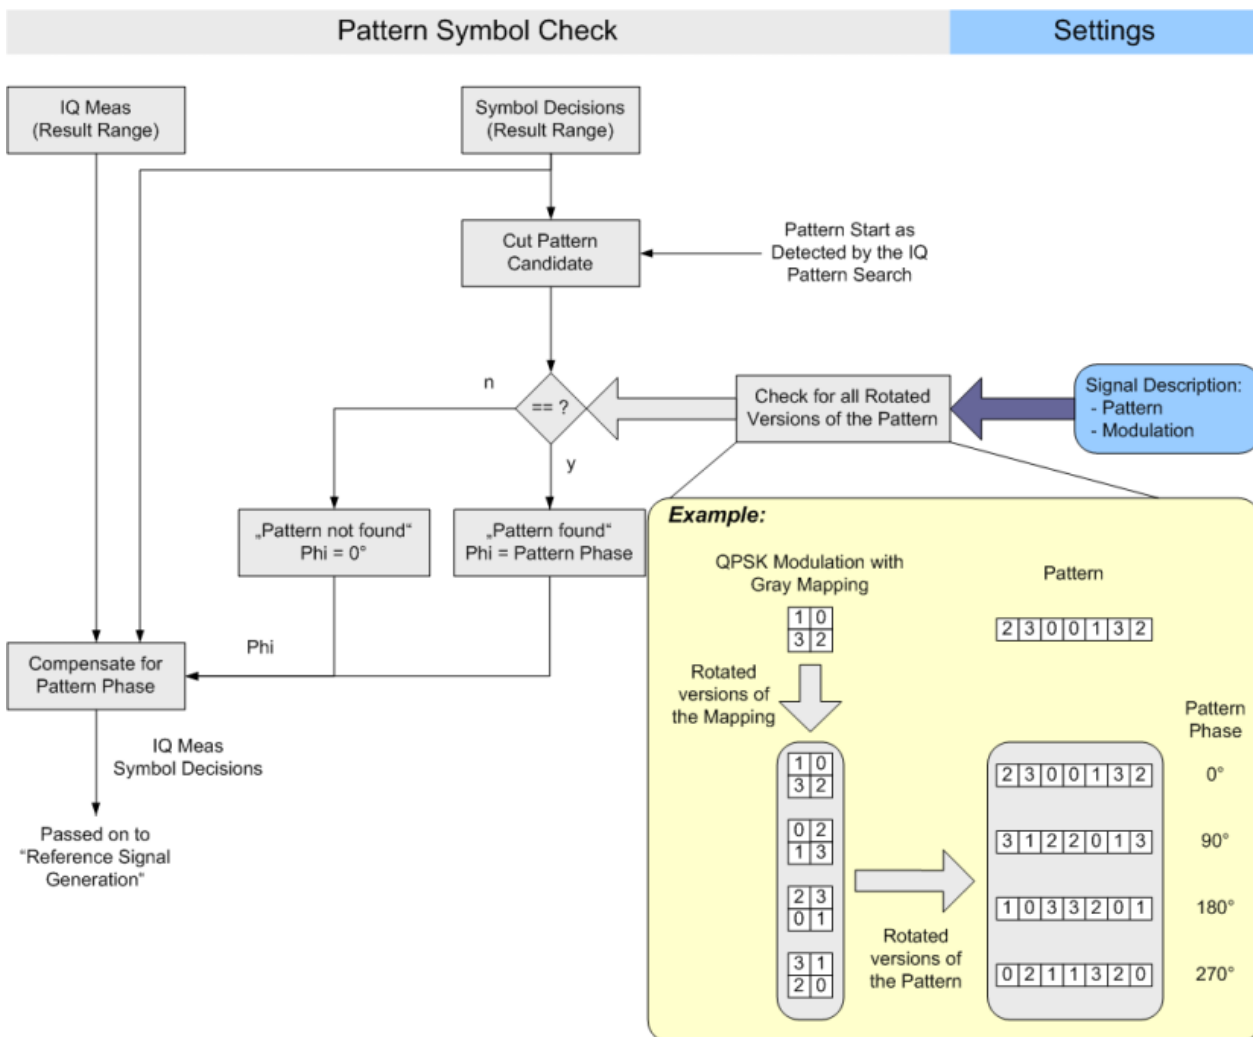 Pattern Symbol Check
Settings
IQ Meas
(Result Range)
Symbol Decisions
(Result Range)
Cut Pattern
Candidate
Pattern Start as
Detected by the IQ
Pattern Search
n
== ?
y
Check for all Rotated
Versions of the Pattern
Signal Description:
- Pattern
- Modulation
„Pattern not found“
Phi = 0°
„Pattern found“
Phi = Pattern Phase
Phi
Compensate for
Pattern Phase
IQ Meas
Symbol Decisions
Passed on to
“Reference Signal
Generation“
Example:
QPSK Modulation with
Gray Mapping
1 0
3 2
Pattern
2 3 0 0 1 3 2
Rotated
versions of
the Mapping
Pattern
Phase
1 0
3 2
2 3 0 0 1 3 2
0°
0 2
1 3
3 1 2 2 0 1 3
90°
2 3
0 1
1 0 3 3 2 0 1
180°
3 1
2 0
0 2 1 1 3 2 0
270°
Rotated
versions of
the Pattern